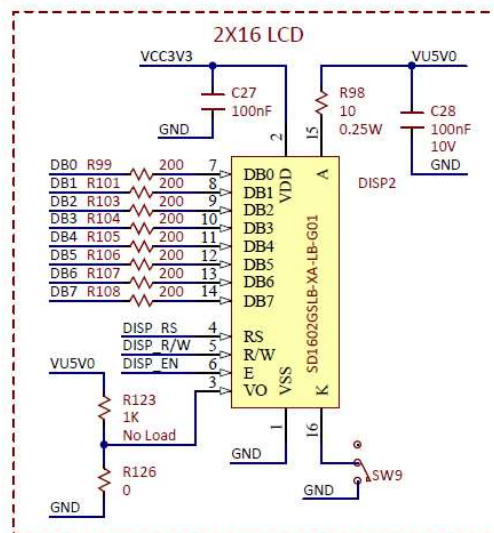 2X16 LCD
VCC3V3
VU5V0
C27
100nF
GND
R98
10
0.25W
C28
100nF
10V
GND
2
15
DISP2
DB0 R99 200 7 DB0
DB1 R101 200 8 DB1
DB2 R103 200 9 DB2
DB3 R104 200 10 DB3
DB4 R105 200 11 DB4
DB5 R106 200 12 DB5
DB6 R107 200 13 DB6
DB7 R108 200 14 DB7
VDD
A
SD1602GSLB-XA-LB-G01
DISP_RS 4 RS
DISP_R/W 5 R/W
DISP_EN 6 E
3 VO
VSS
K
VU5V0
R123
1K
No Load
R126
0
GND
1
16
GND
GND
SW9